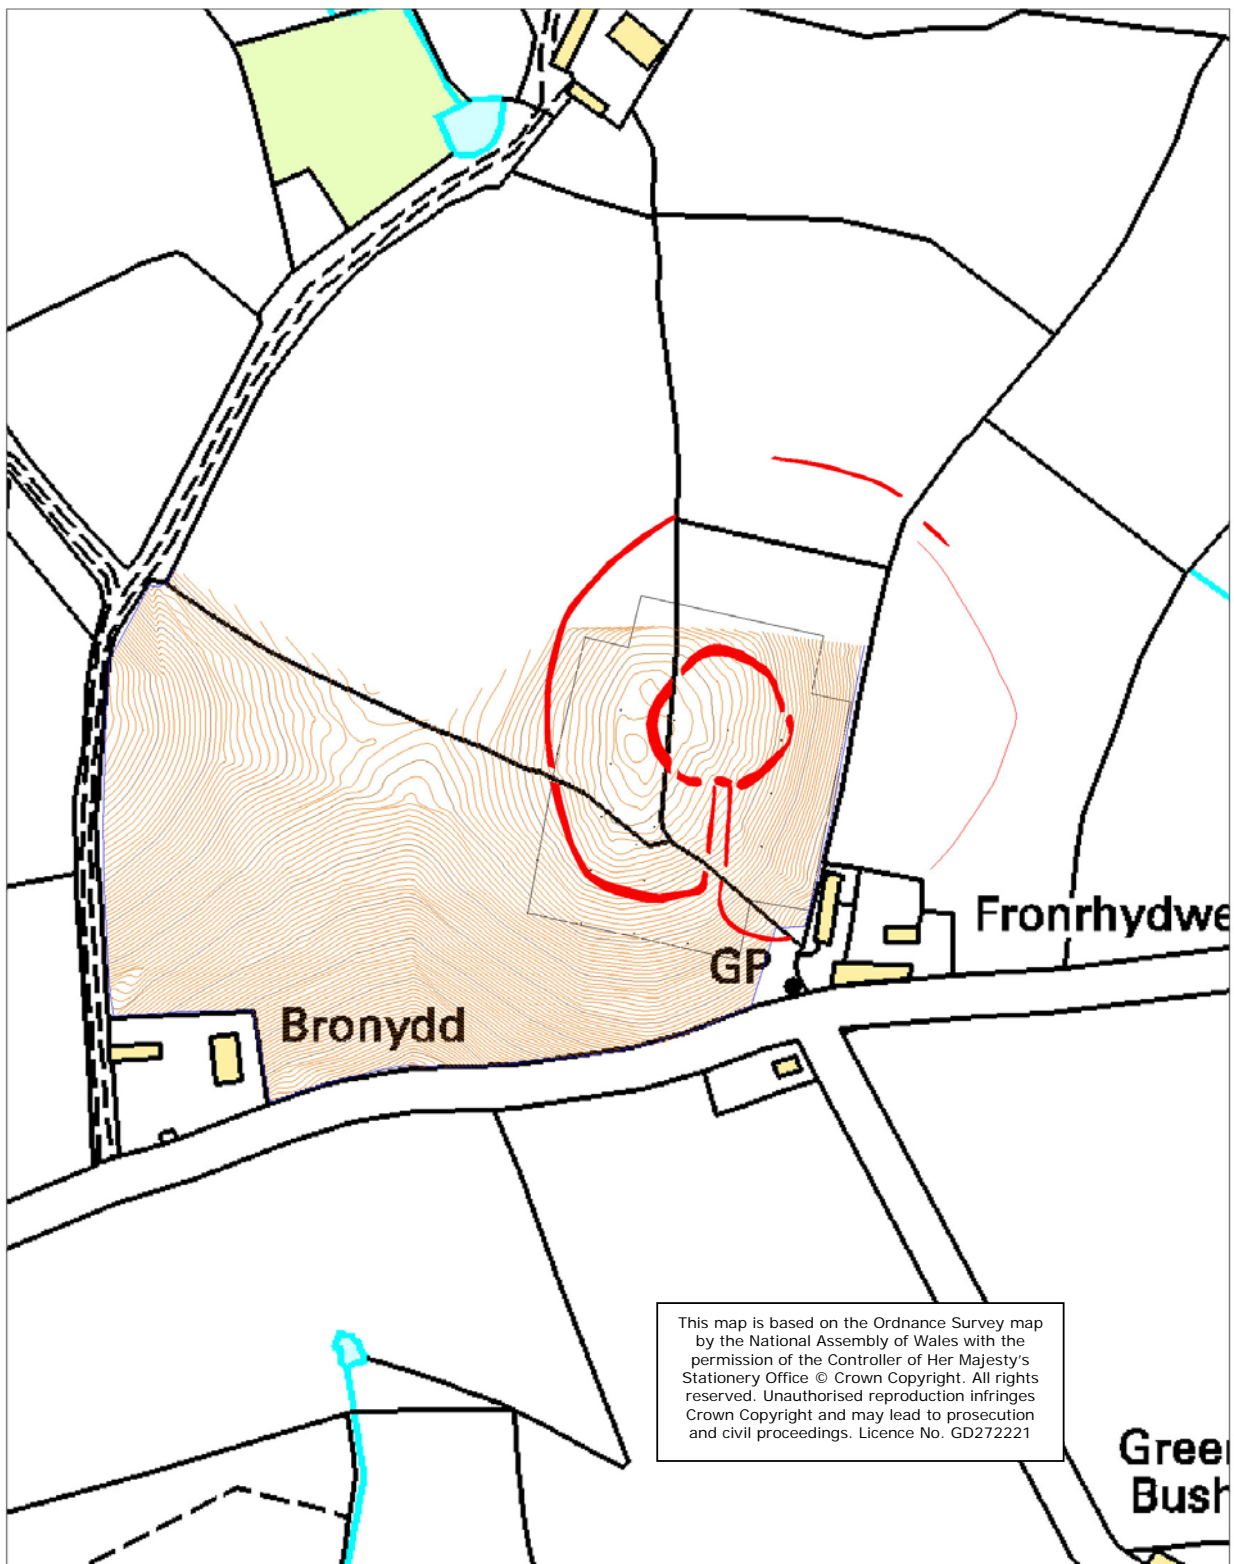 Fronrhydwe
GP
Bronydd
This map is based on the Ordnance Survey map
by the National Assembly of Wales with the
permission of the Controller of Her Majesty's
Stationery Office © Crown Copyright. All rights
reserved. Unauthorised reproduction infringes
Crown Copyright and may lead to prosecution
and civil proceedings. Licence No. GD272221
Green
Bush